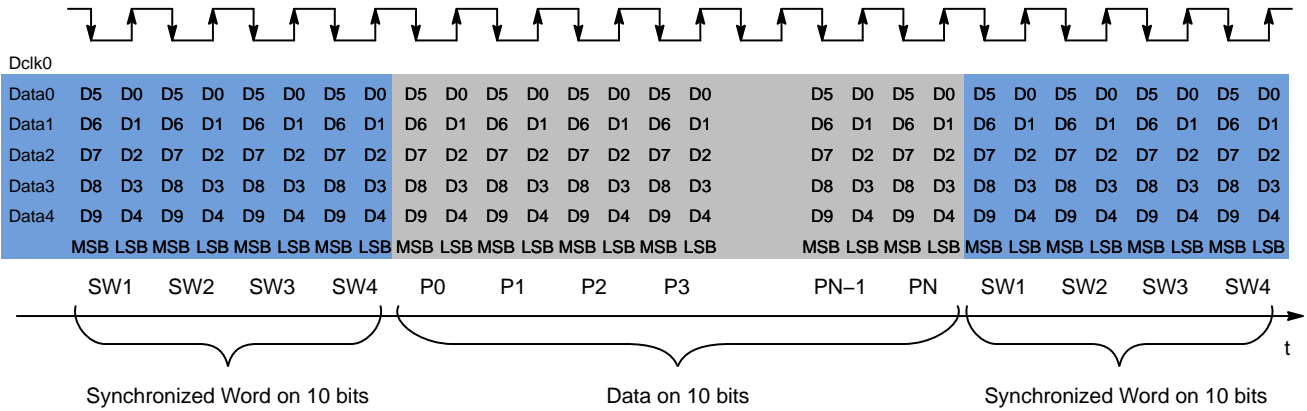 Dclk0
Data0 D5 D0 D5 D0 D5 D0 D5 D0 D5 D0 D5 D0 D5 D0 D5 D0 D5 D0 D5 D0 D5 D0 D5 D0 D5 D0 D5 D0
Data1 D6 D1 D6 D1 D6 D1 D6 D1 D6 D1 D6 D1 D6 D1 D6 D1 D6 D1 D6 D1 D6 D1 D6 D1 D6 D1 D6 D1
Data2 D7 D2 D7 D2 D7 D2 D7 D2 D7 D2 D7 D2 D7 D2 D7 D2 D7 D2 D7 D2 D7 D2 D7 D2 D7 D2 D7 D2
Data3 D8 D3 D8 D3 D8 D3 D8 D3 D8 D3 D8 D3 D8 D3 D8 D3 D8 D3 D8 D3 D8 D3 D8 D3 D8 D3 D8 D3
Data4 D9 D4 D9 D4 D9 D4 D9 D4 D9 D4 D9 D4 D9 D4 D9 D4 D9 D4 D9 D4 D9 D4 D9 D4 D9 D4 D9 D4
MSB LSB MSB LSB MSB LSB MSB LSB MSB LSB MSB LSB MSB LSB MSB LSB MSB LSB MSB LSB MSB LSB MSB LSB MSB LSB MSB LSB
SW1 SW2 SW3 SW4 P0 P1 P2 P3 PN–1 PN SW1 SW2 SW3 SW4
t
Synchronized Word on 10 bits Data on 10 bits Synchronized Word on 10 bits